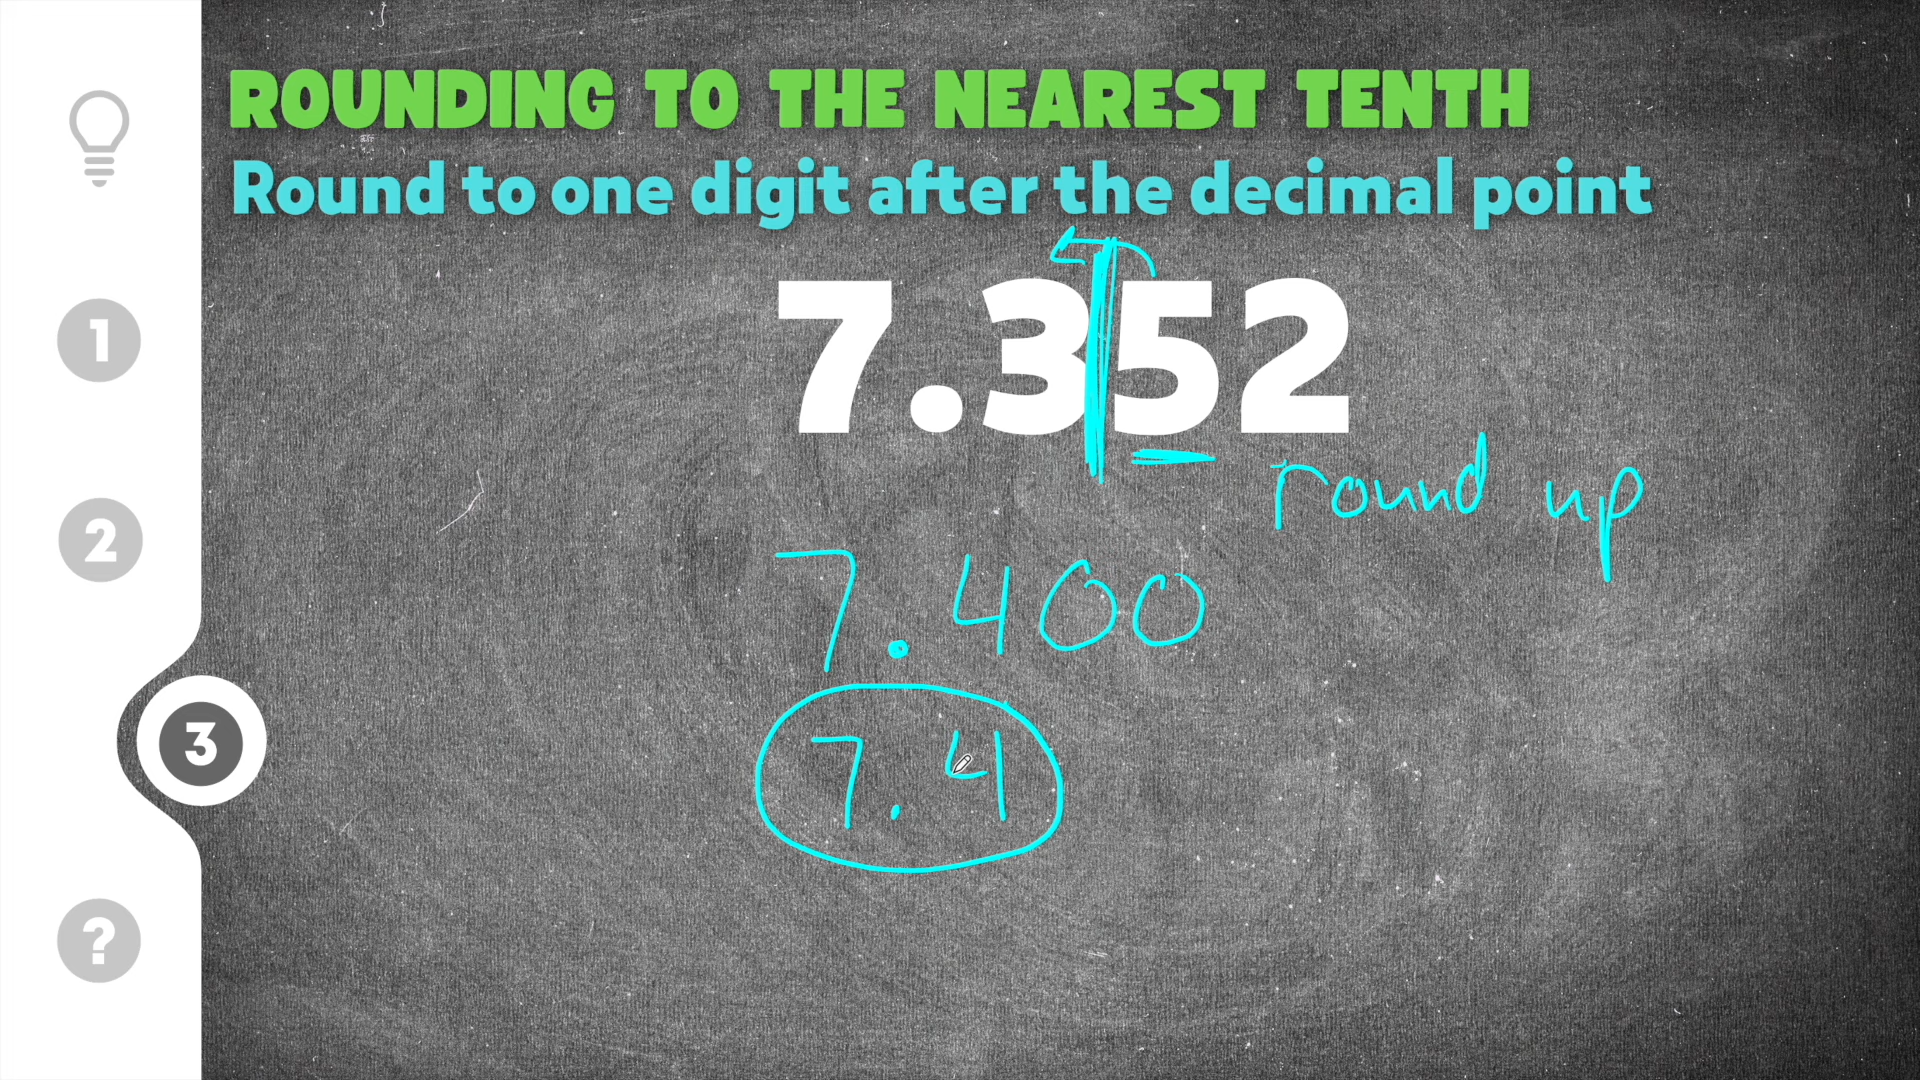 ROUNDING TO THE NEAREST TENTH
Round to one digit after the decimal point
7.352
round up
1
7.400
2
7.4
3
?